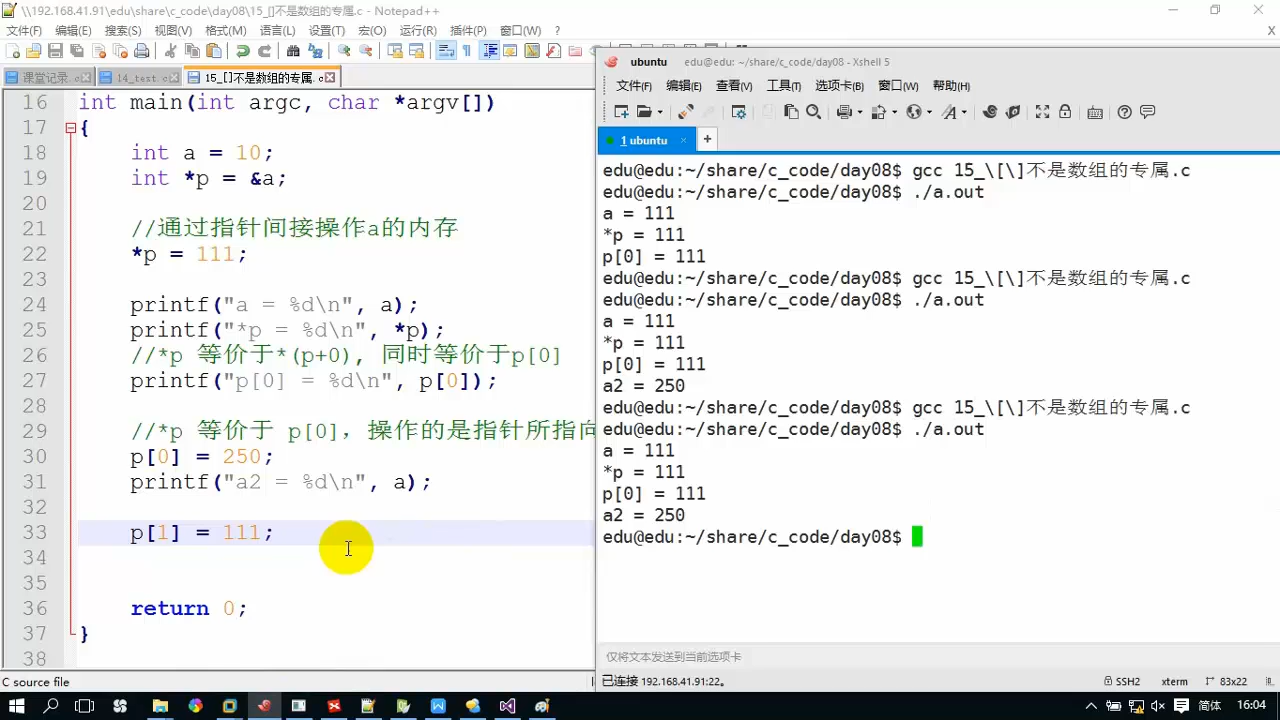 \\192.168.41.91\edu\share\c_code\day08\15_[]不是数组的专属.c - Notepad++
文件(F) 编辑(E) 搜索(S) 视图(V) 格式(M) 语言(L) 设置(T) 宏(O) 运行(R) 插件(P) 窗口(W) ? X
课堂记录.c 14_text.c 15_[]不是数组的专属.c
16 int main(int argc, char *argv[])
17 {
18 int a = 10;
19 int *p = &a;
20
21 //通过指针间接操作a的内存
22 *p = 111;
23
24 printf("a = %d\n", a);
25 printf("*p = %d\n", *p);
26 //*p 等价于*(p+0), 同时等价于p[0]
27 printf("p[0] = %d\n", p[0]);
28
29 //*p 等价于 p[0], 操作的是指针所指向
30 p[0] = 250;
31 printf("a2 = %d\n", a);
32
33 p[1] = 111;
34
35
36 return 0;
37 }
38
C source file
ubuntu edu@edu: ~/share/c_code/day08 - Xshell 5
文件(F) 编辑(E) 查看(V) 工具(T) 选项卡(B) 窗口(W) 帮助(H)
1 ubuntu × +
edu@edu:~/share/c_code/day08$ gcc 15_\[\]不是数组的专属.c
edu@edu:~/share/c_code/day08$ ./a.out
a = 111
*p = 111
p[0] = 111
edu@edu:~/share/c_code/day08$ gcc 15_\[\]不是数组的专属.c
edu@edu:~/share/c_code/day08$ ./a.out
a = 111
*p = 111
p[0] = 111
a2 = 250
edu@edu:~/share/c_code/day08$ gcc 15_\[\]不是数组的专属.c
edu@edu:~/share/c_code/day08$ ./a.out
a = 111
*p = 111
p[0] = 111
a2 = 250
edu@edu:~/share/c_code/day08$
仅将文本发送到当前选项卡
已连接 192.168.41.91:22。 SSH2 xterm 83x22
简体 16:04